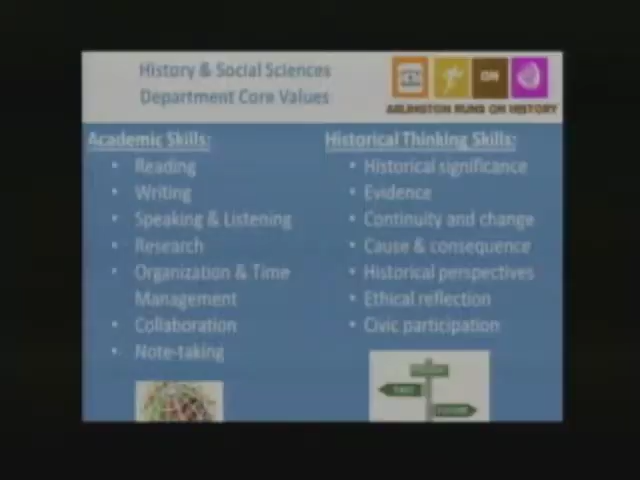 History & Social Sciences
Department Core Values
ON
ARLINGTON RUNS ON HISTORY
Academic Skills:
• Reading
• Writing
• Speaking & Listening
• Research
• Organization & Time
Management
• Collaboration
• Note-taking
Historical Thinking Skills:
• Historical significance
• Evidence
• Continuity and change
• Cause & consequence
• Historical perspectives
• Ethical reflection
• Civic participation